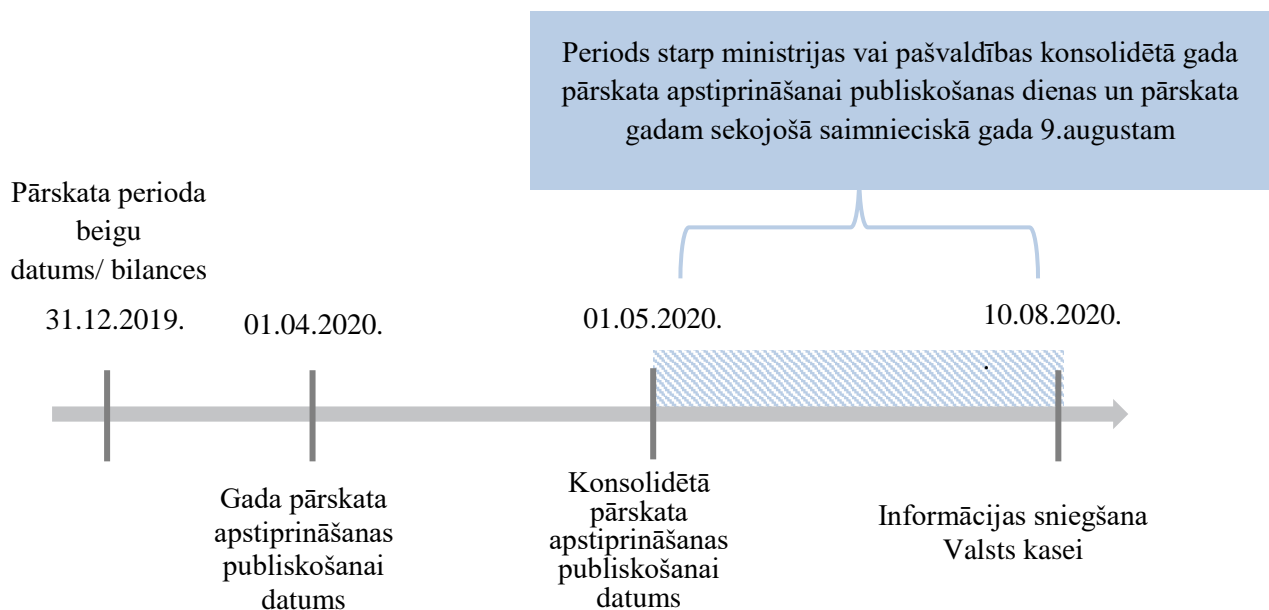 Periods starp ministrijas vai pašvaldības konsolidētā gada
pārskata apstiprināšanai publiskošanas dienas un pārskata
gadam sekojošā saimnieciskā gada 9.augustam
Pārskata perioda
beigu
datums/ bilances
31.12.2019.
01.04.2020.
01.05.2020.
10.08.2020.
.
Gada pārskata
apstiprināšanas
publiskošanai
datums
Konsolidētā
pārskata
apstiprināšanas
publiskošanai
datums
Informācijas sniegšana
Valsts kasei